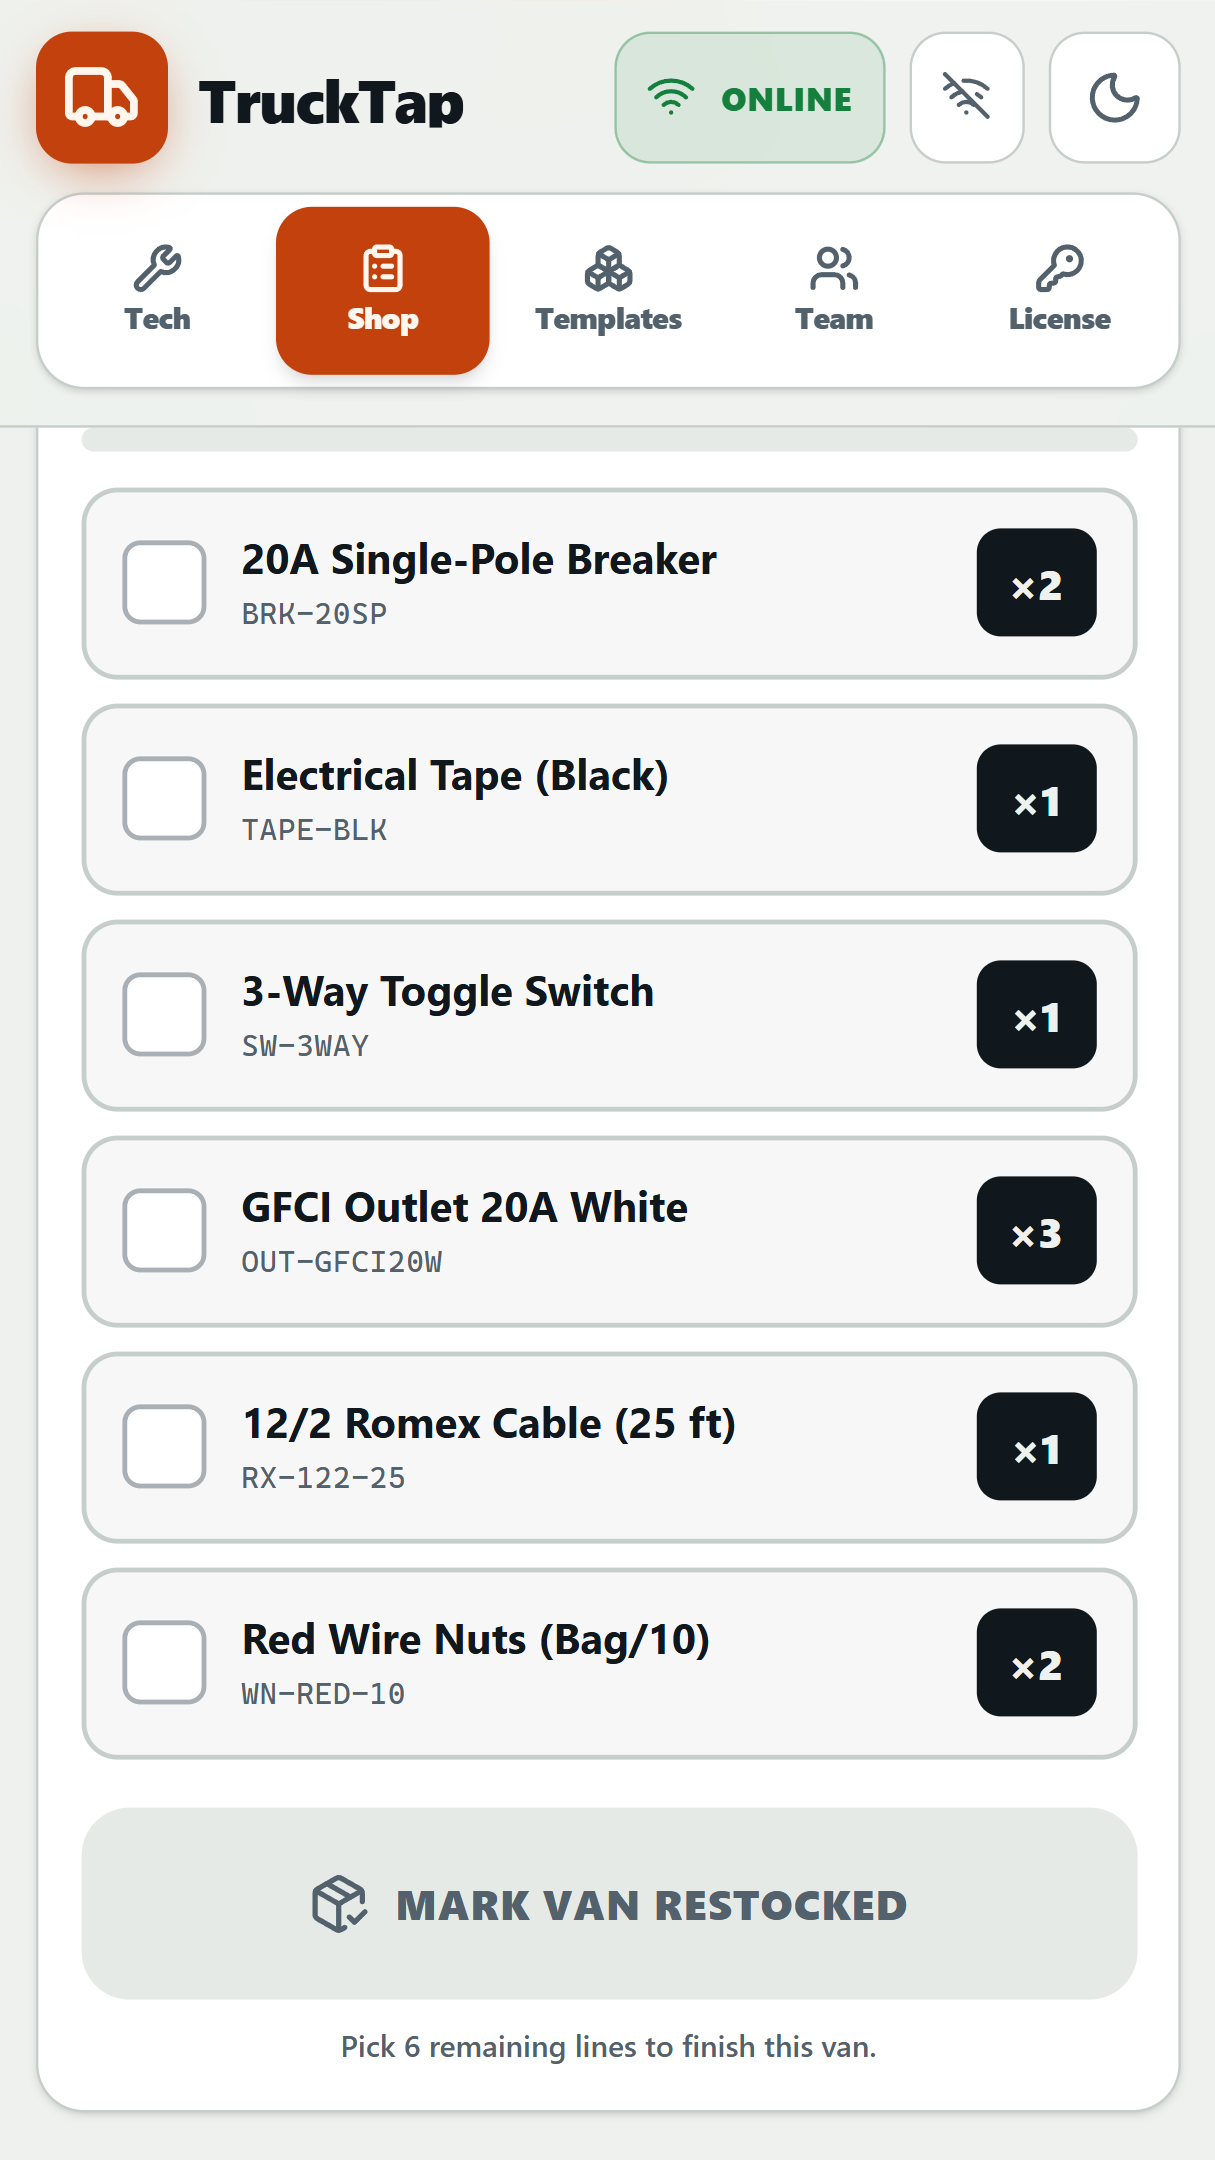 TruckTap
ONLINE
Tech
Shop
Templates
Team
License
20A Single-Pole Breaker
BRK-20SP
×2
Electrical Tape (Black)
TAPE-BLK
×1
3-Way Toggle Switch
SW-3WAY
×1
GFCI Outlet 20A White
OUT-GFCI20W
×3
12/2 Romex Cable (25 ft)
RX-122-25
×1
Red Wire Nuts (Bag/10)
WN-RED-10
×2
MARK VAN RESTOCKED
Pick 6 remaining lines to finish this van.